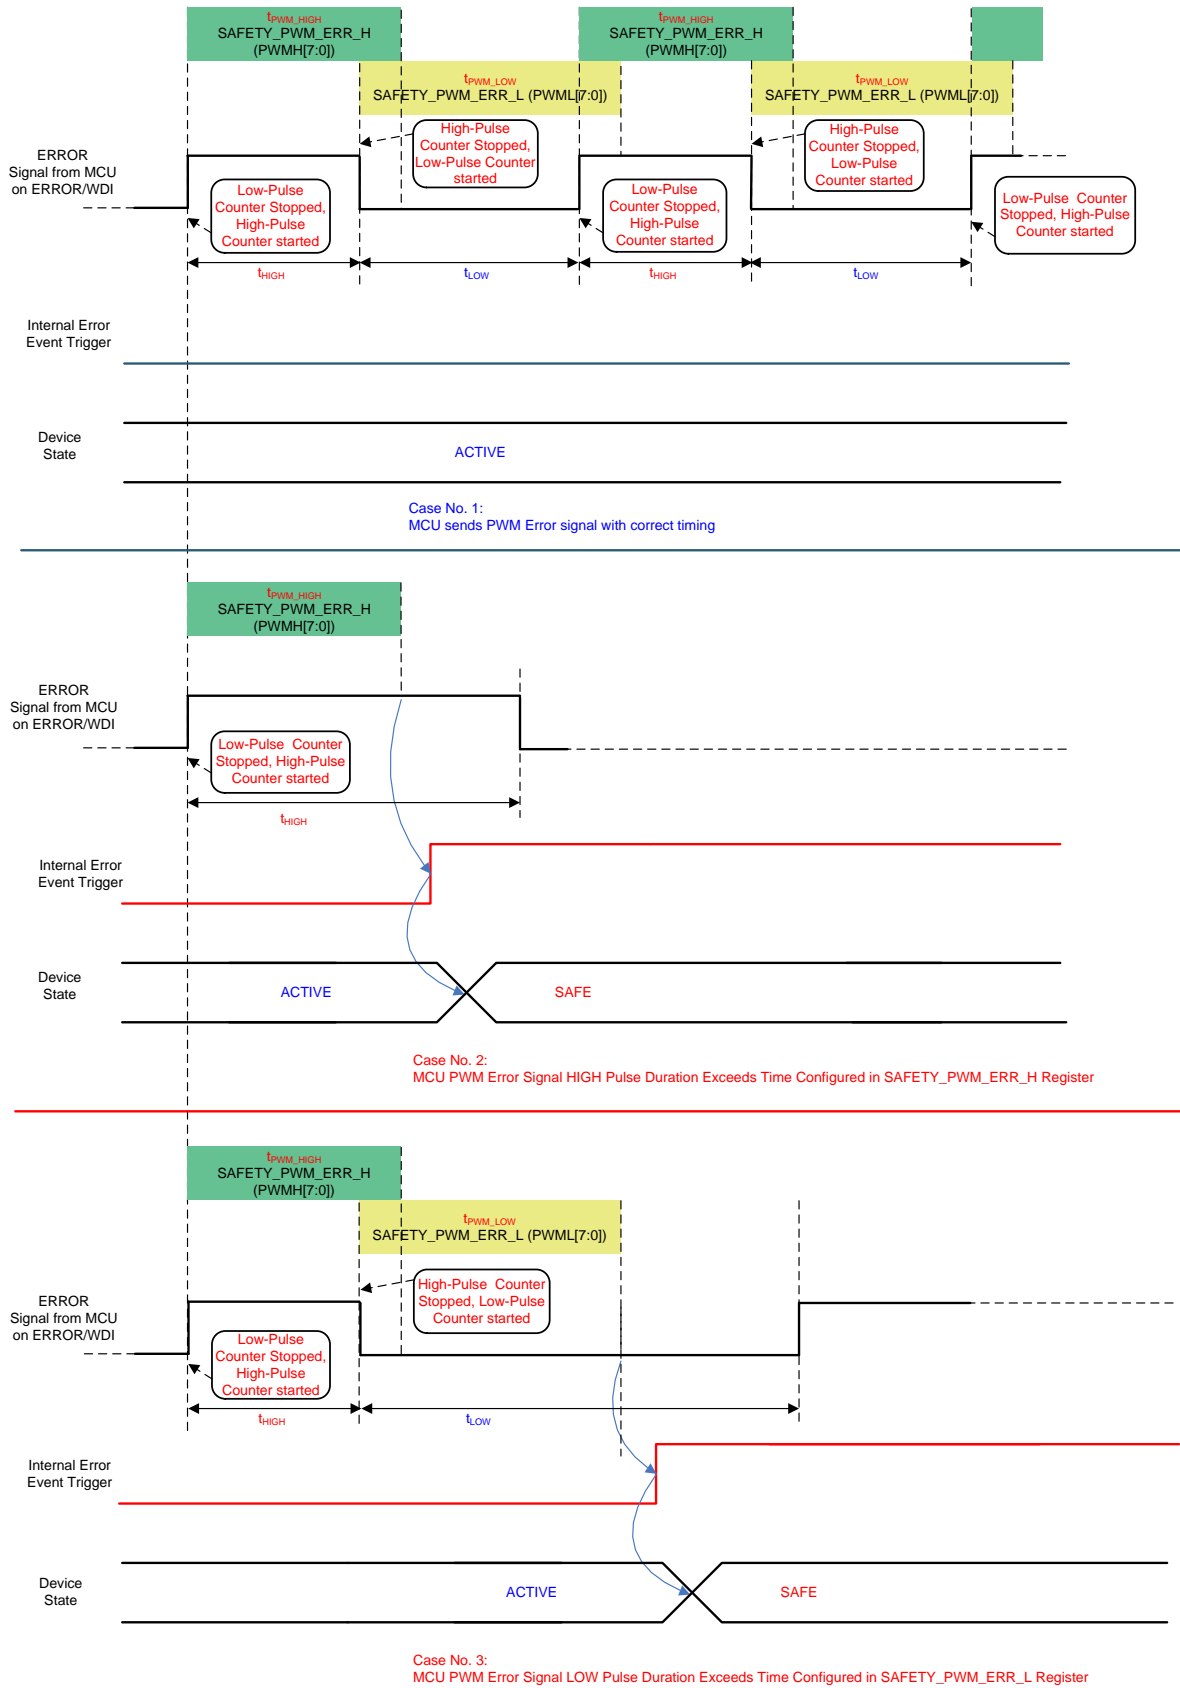 tPWM_HIGH
SAFETY_PWM_ERR_H
(PWMH[7:0])
tPWM_HIGH
SAFETY_PWM_ERR_H
(PWMH[7:0])
tPWM_LOW
SAFETY_PWM_ERR_L (PWML[7:0])
tPWM_LOW
SAFETY_PWM_ERR_L (PWML[7:0])
ERROR
Signal from MCU
on ERROR/WDI
High-Pulse
Counter Stopped,
Low-Pulse Counter
started
High-Pulse
Counter Stopped,
Low-Pulse
Counter started
Low-Pulse
Counter Stopped,
High-Pulse
Counter started
Low-Pulse
Counter Stopped,
High-Pulse
Counter started
Low-Pulse Counter
Stopped, High-Pulse
Counter started
tHIGH
tLOW
tHIGH
tLOW
Internal Error
Event Trigger
Device
State
ACTIVE
Case No. 1:
MCU sends PWM Error signal with correct timing
tPWM_HIGH
SAFETY_PWM_ERR_H
(PWMH[7:0])
ERROR
Signal from MCU
on ERROR/WDI
Low-Pulse Counter
Stopped, High-Pulse
Counter started
tHIGH
Internal Error
Event Trigger
Device
State
ACTIVE
SAFE
Case No. 2:
MCU PWM Error Signal HIGH Pulse Duration Exceeds Time Configured in SAFETY_PWM_ERR_H Register
tPWM_HIGH
SAFETY_PWM_ERR_H
(PWMH[7:0])
tPWM_LOW
SAFETY_PWM_ERR_L (PWML[7:0])
ERROR
Signal from MCU
on ERROR/WDI
High-Pulse Counter
Stopped, Low-Pulse
Counter started
Low-Pulse
Counter Stopped,
High-Pulse
Counter started
tHIGH
tLOW
Internal Error
Event Trigger
Device
State
ACTIVE
SAFE
Case No. 3:
MCU PWM Error Signal LOW Pulse Duration Exceeds Time Configured in SAFETY_PWM_ERR_L Register